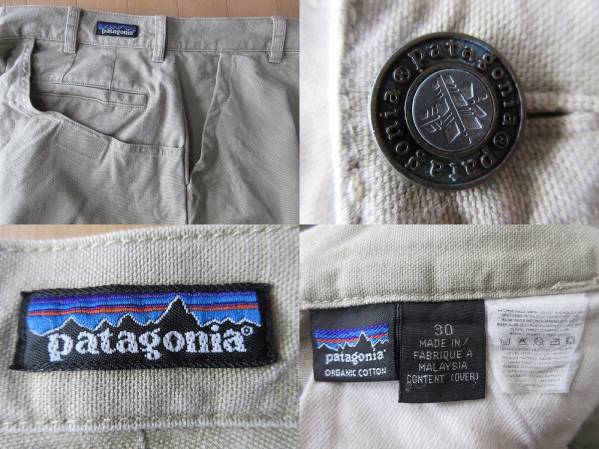 patagonia®
patagonia ® patagonia ®
patagonia®
patagonia®
ORGANIC COTTON
30
MADE IN/
FABRIQUE A
MALAYSIA
CONTENT (OVER)